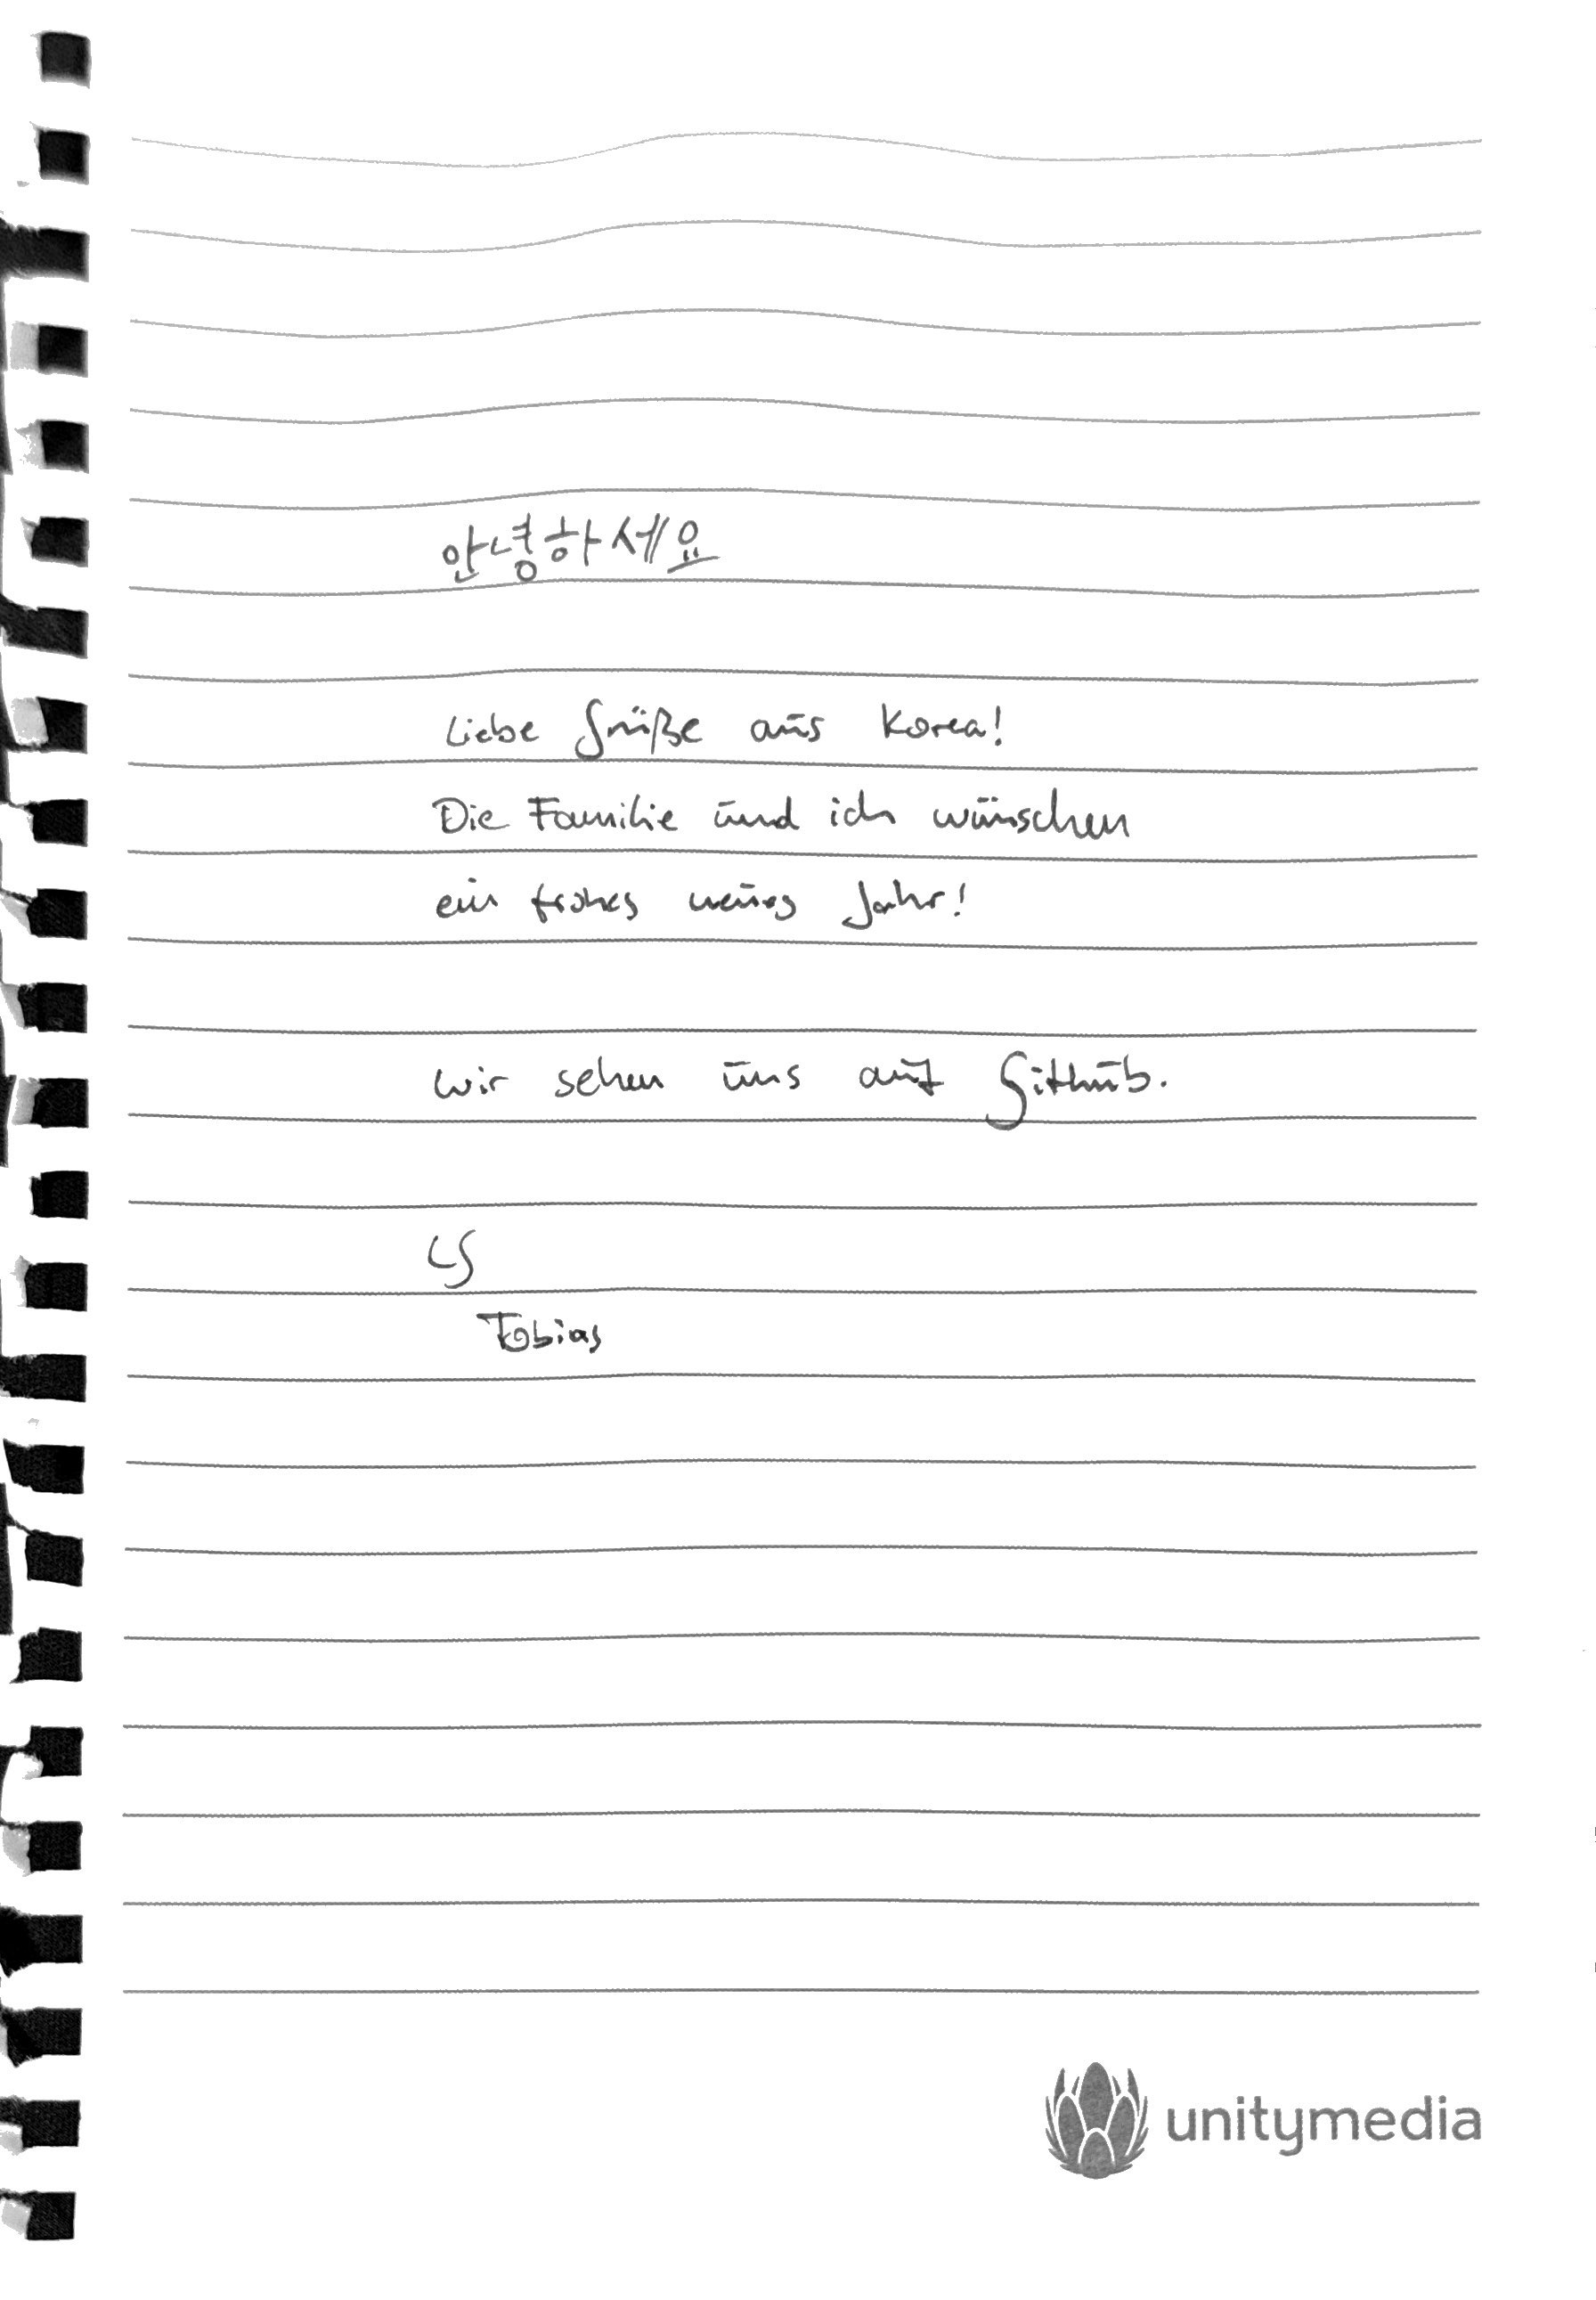 안녕하세요
Liebe Grüße aus Korea!
Die Familie und ich wünschen
ein frohes neues Jahr!
Wir sehen uns auf Github.
LG
Tobias
unitymedia